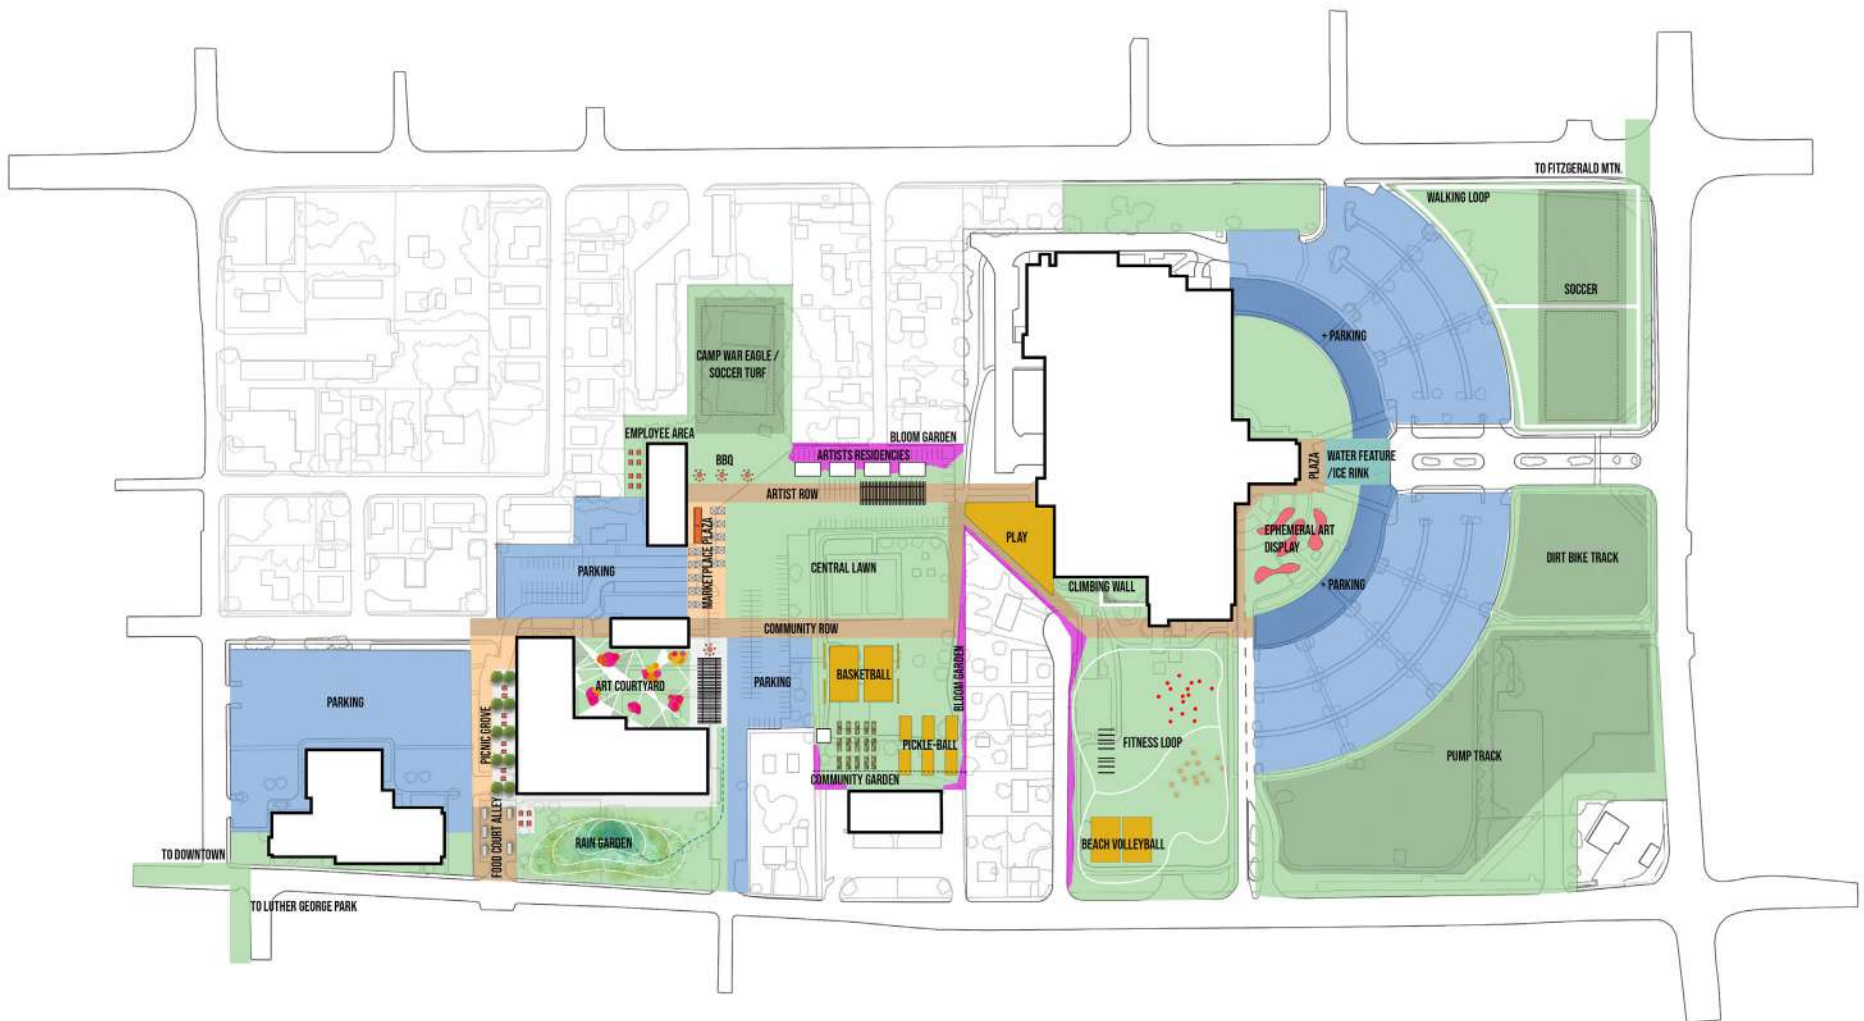 TO FITZGERALD MTN.
WALKING LOOP
SOCCER
+ PARKING
CAMP WAR EAGLE /
SOCCER TURF
EMPLOYEE AREA
BBQ
BLOOM GARDEN
ARTISTS RESIDENCIES
ARTIST ROW
PLAZA
WATER FEATURE
/ICE RINK
MARKETPLACE PLAZA
PLAY
EPHEMERAL ART
DISPLAY
PARKING
CENTRAL LAWN
CLIMBING WALL
+ PARKING
DIRT BIKE TRACK
COMMUNITY ROW
BASKETBALL
BLOOM GARDEN
ART COURTYARD
PARKING
PARKING
PICNIC GROVE
PICKLE-BALL
FITNESS LOOP
PUMP TRACK
COMMUNITY GARDEN
FOOD COURT ALLEY
RAIN GARDEN
BEACH VOLLEYBALL
TO DOWNTOWN
TO LUTHER GEORGE PARK